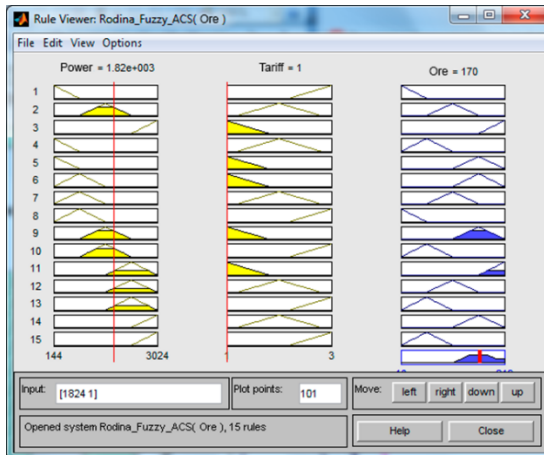 Rule Viewer: Rodina_Fuzzy_ACS( Ore )
File Edit View Options
Power = 1.82e+003 Tariff = 1 Ore = 170
1
2
3
4
5
6
7
8
9
10
11
12
13
14
15
144 3024 1 3
Input: [1824 1] Plot points: 101 Move: left right down up
Opened system Rodina_Fuzzy_ACS( Ore ), 15 rules Help Close